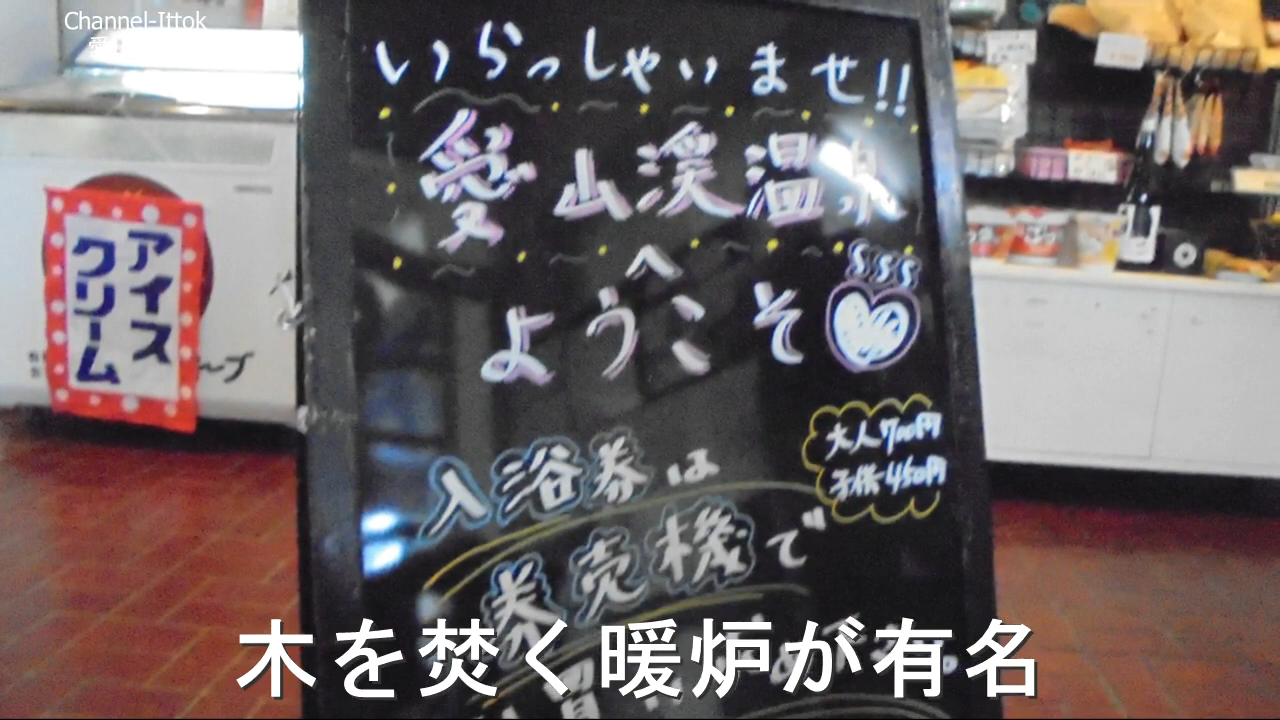 Channel-Ittok
いらっしゃいませ!!
愛山渓温泉
へ
ようこそ
大人700円
子供450円
入浴券は
券売機で
アイス
クリーム
木を焚く暖炉が有名